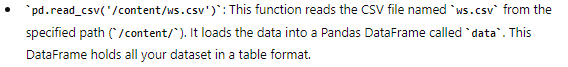 • `pd.read_csv('/content/ws.csv')`: This function reads the CSV file named `ws.csv` from the
specified path (`/content/`). It loads the data into a Pandas DataFrame called `data`. This
DataFrame holds all your dataset in a table format.